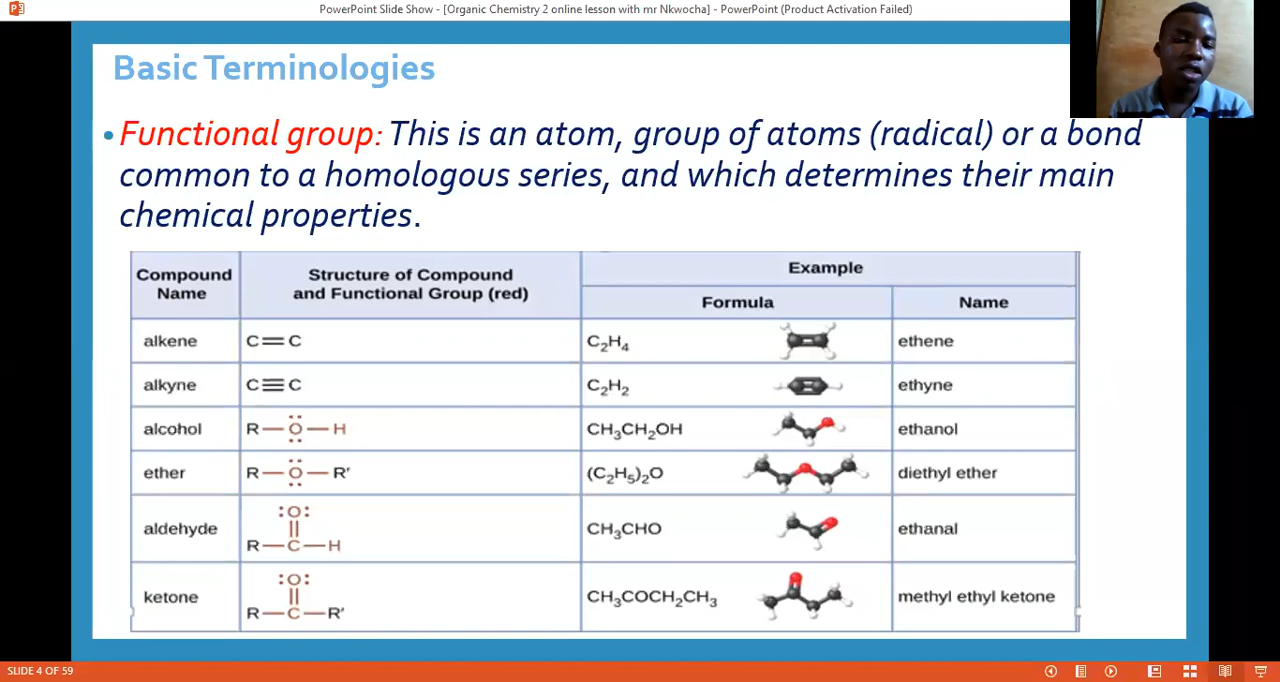 PowerPoint Slide Show - [Organic Chemistry 2 online lesson with mr Nkwocha] - PowerPoint (Product Activation Failed)
Basic Terminologies
• Functional group: This is an atom, group of atoms (radical) or a bond
common to a homologous series, and which determines their main
chemical properties.
Compound Name
Structure of Compound and Functional Group (red)
Example
Formula
Name
alkene C=C C₂H₄ ethene
alkyne C≡C C₂H₂ ethyne
alcohol R—Ö—H CH₃CH₂OH ethanol
ether R—Ö—R′ (C₂H₅)₂O diethyl ether
:O:
||
aldehyde R—C—H CH₃CHO ethanal
:O:
||
ketone R—C—R′ CH₃COCH₂CH₃ methyl ethyl ketone
SLIDE 4 OF 59